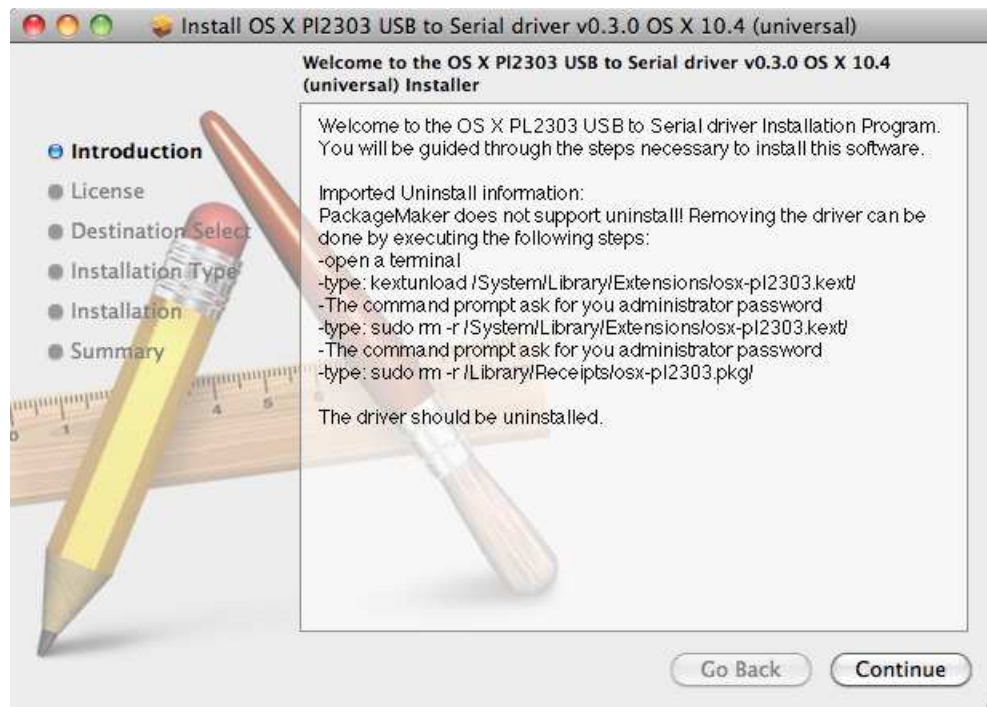 Install OS X Pl2303 USB to Serial driver v0.3.0 OS X 10.4 (universal)
Welcome to the OS X Pl2303 USB to Serial driver v0.3.0 OS X 10.4
(universal) Installer
Introduction
License
Destination Select
Installation Type
Installation
Summary
Welcome to the OS X PL2303 USB to Serial driver Installation Program.
You will be guided through the steps necessary to install this software.
Imported Uninstall information:
PackageMaker does not support uninstall! Removing the driver can be
done by executing the following steps:
-open a terminal
-type: kextunload /System/Library/Extensions/osx-pl2303.kext/
-The command prompt ask for you administrator password
-type: sudo rm -r /System/Library/Extensions/osx-pl2303.kext/
-The command prompt ask for you administrator password
-type: sudo rm -r /Library/Receipts/osx-pl2303.pkg/
The driver should be uninstalled.
0 1 4 5 6
Go Back
Continue